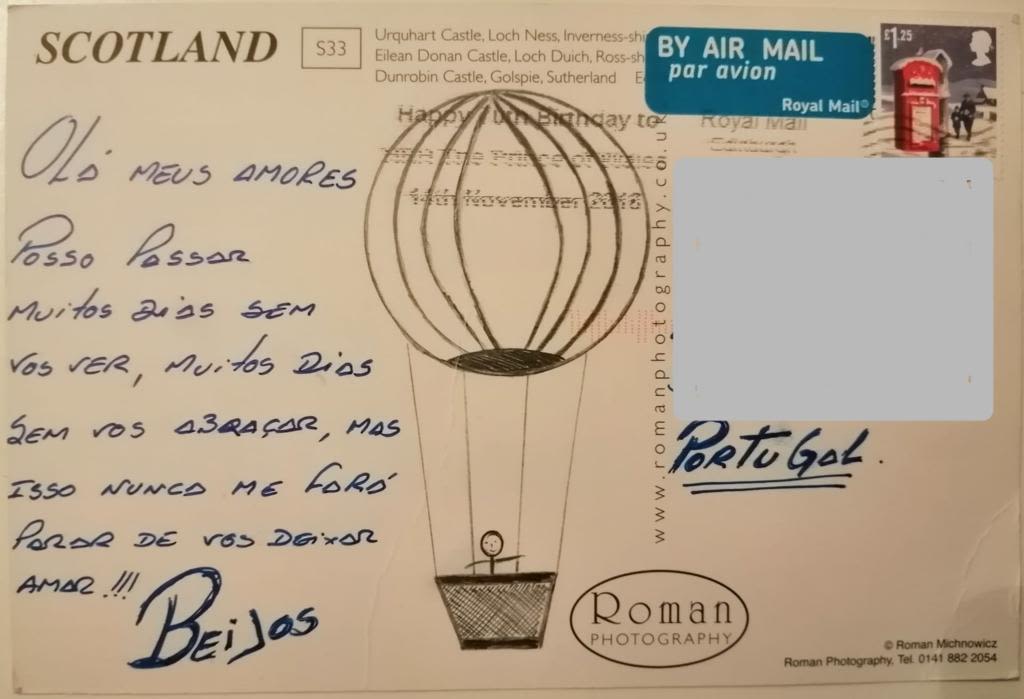 SCOTLAND
S33
Urquhart Castle, Loch Ness, Inverness-shi
Eilean Donan Castle, Loch Duich, Ross-sh
Dunrobin Castle, Golspie, Sutherland E
BY AIR MAIL
par avion
Royal Mail®
£1.25
Happy 70th Birthday to
HRH The Prince of Wales
14th November 2018
Royal Mail
Edinburgh
OLá MEUS AMORES
POSSO PASSAR
MUitOS DiAS SEM
VOS VER, MUitOS DiAS
SEM VOS ABRAÇAR, MAS
ISSO NUNCA ME FARÁ
PARAR DE VOS DEiXAR
AMAR !!!
BEiJOS
www.romanphotography.co.uk
PORTUGAL.
ROMAN
PHOTOGRAPHY
© Roman Michnowicz
Roman Photography, Tel. 0141 882 2054